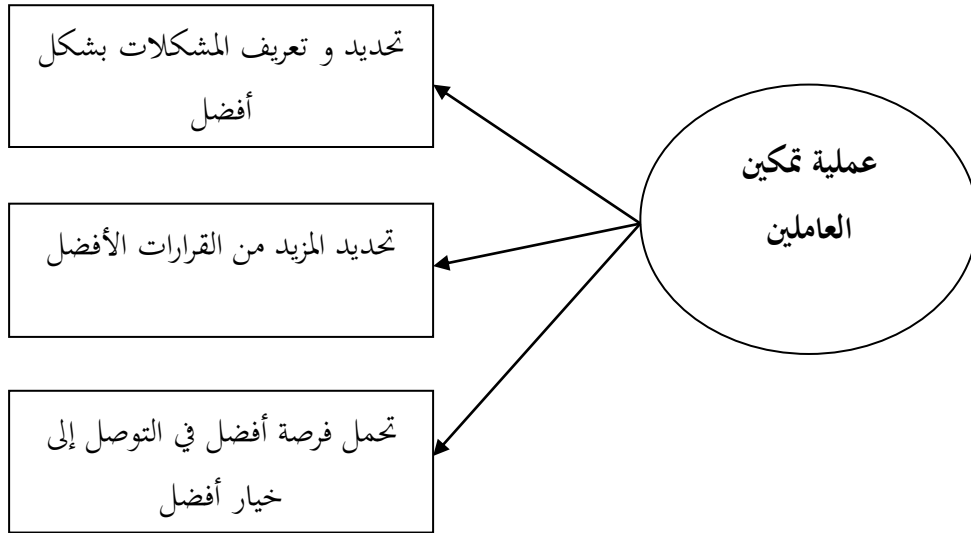 عملية تمكين
العاملين
تحديد و تعريف المشكلات بشكل
أفضل
تحديد المزيد من القرارات الأفضل
تحمل فرصة أفضل في التوصل إلى
خيار أفضل